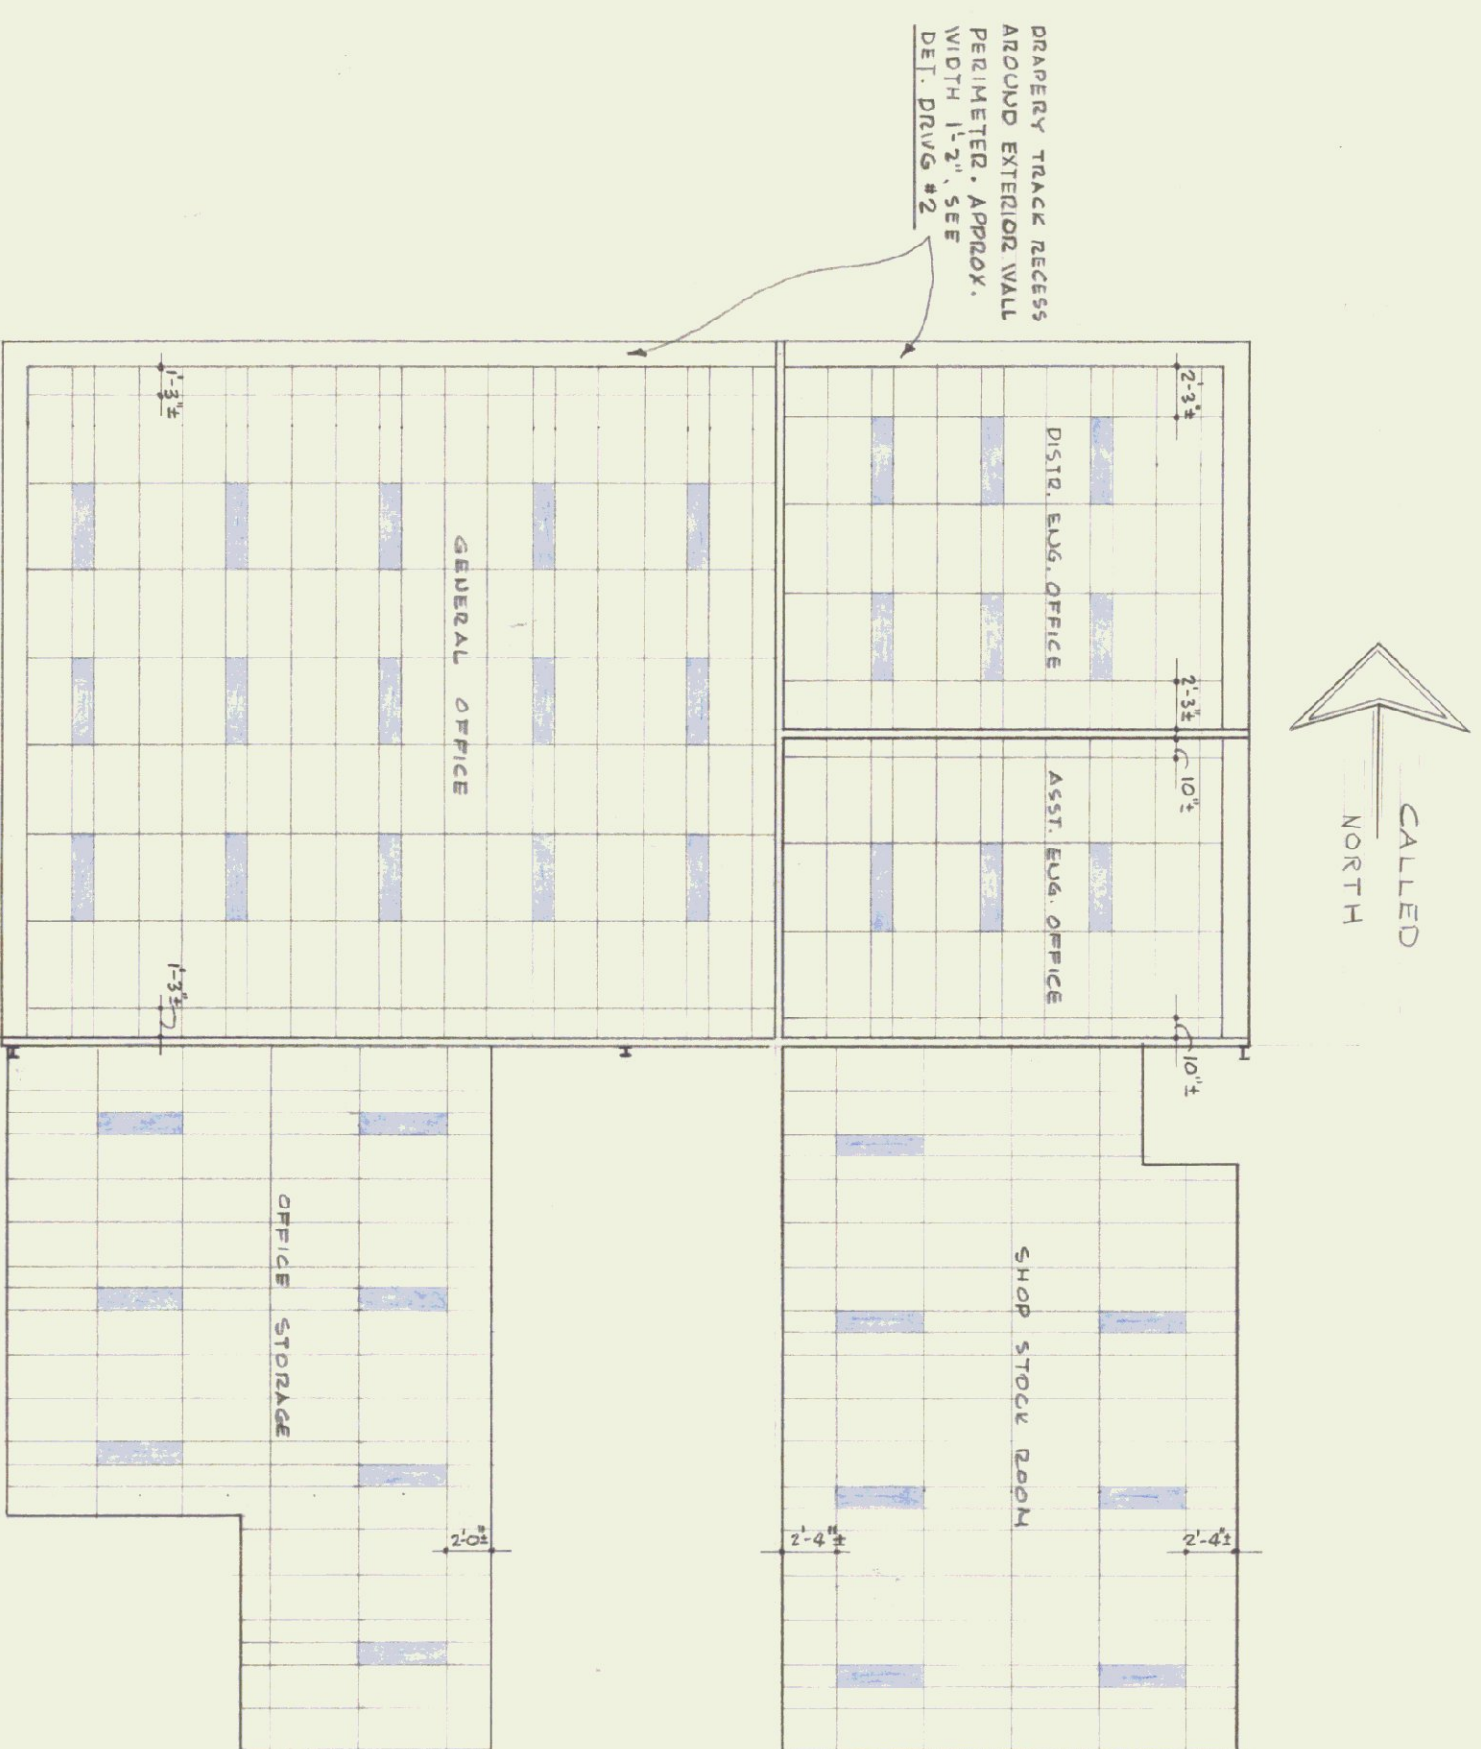 DRAPERY TRACK RECESS
AROUND EXTERIOR WALL
PERIMETER. APPROX.
WIDTH 1'-2", SEE
DET. DRWG #2
CALLED
NORTH
2'-3"±
DISTR. ENG. OFFICE
2'-3"±
10"±
ASST. ENG. OFFICE
10"±
1'-3"±
GENERAL OFFICE
1'-3"±
SHOP STOCK ROOM
2'-4"±
2'-4"±
OFFICE STORAGE
2'-0"±